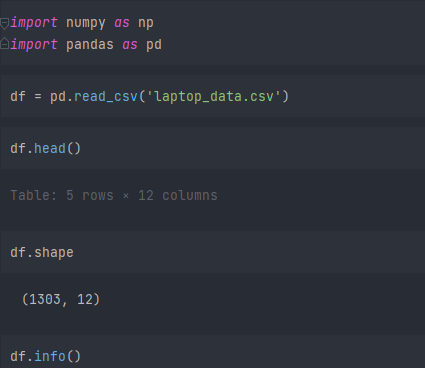 import numpy as np
import pandas as pd
df = pd.read_csv('laptop_data.csv')
df.head()
Table: 5 rows × 12 columns
df.shape
(1303, 12)
df.info()